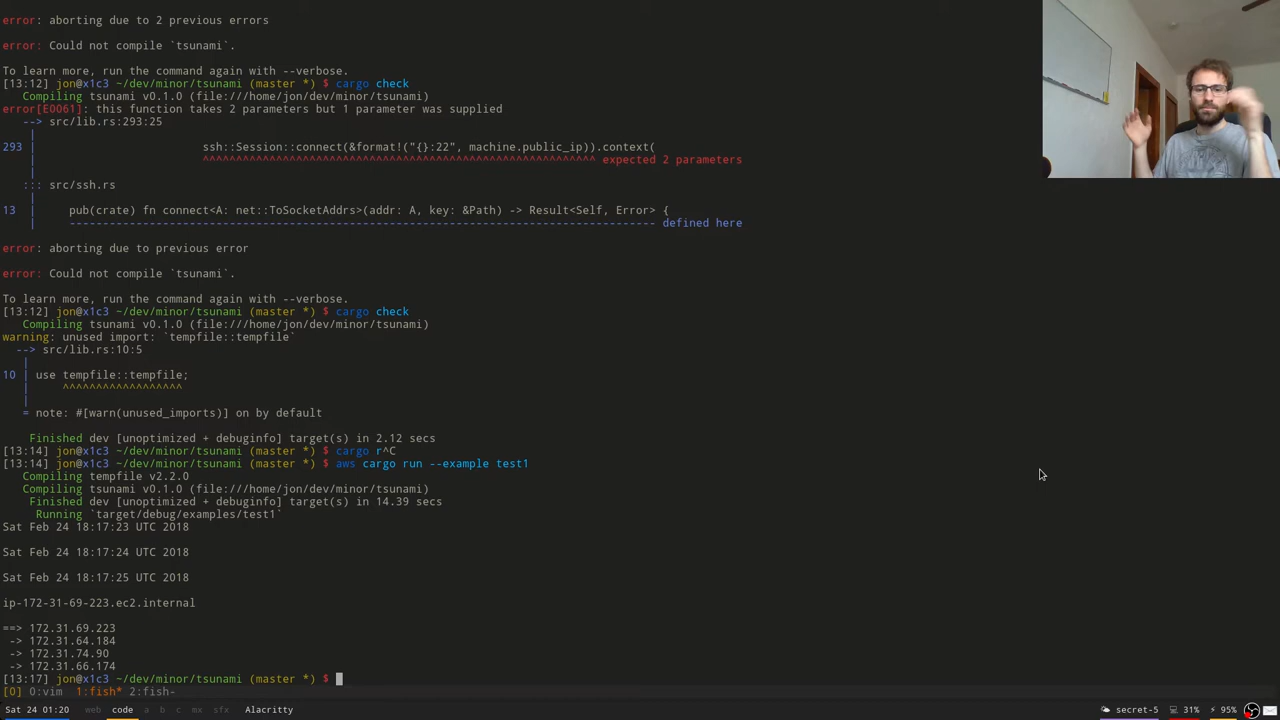 error: aborting due to 2 previous errors
error: Could not compile `tsunami`.
To learn more, run the command again with --verbose.
[13:12] jon@x1c3 ~/dev/minor/tsunami (master *) $ cargo check
   Compiling tsunami v0.1.0 (file:///home/jon/dev/minor/tsunami)
error[E0061]: this function takes 2 parameters but 1 parameter was supplied
   --> src/lib.rs:293:25
    |
293 |                         ssh::Session::connect(&format!("{}:22", machine.public_ip)).context(
    |                         ^^^^^^^^^^^^^^^^^^^^^^^^^^^^^^^^^^^^^^^^^^^^^^^^^^^^^^^^^^^ expected 2 parameters
    |
   ::: src/ssh.rs
    |
13  |     pub(crate) fn connect<A: net::ToSocketAddrs>(addr: A, key: &Path) -> Result<Self, Error> {
    |     ---------------------------------------------------------------------------- defined here
error: aborting due to previous error
error: Could not compile `tsunami`.
To learn more, run the command again with --verbose.
[13:12] jon@x1c3 ~/dev/minor/tsunami (master *) $ cargo check
   Compiling tsunami v0.1.0 (file:///home/jon/dev/minor/tsunami)
warning: unused import: `tempfile::tempfile`
  --> src/lib.rs:10:5
   |
10 | use tempfile::tempfile;
   |     ^^^^^^^^^^^^^^^^^^
   |
   = note: #[warn(unused_imports)] on by default
    Finished dev [unoptimized + debuginfo] target(s) in 2.12 secs
[13:14] jon@x1c3 ~/dev/minor/tsunami (master *) $ cargo r^C
[13:14] jon@x1c3 ~/dev/minor/tsunami (master *) $ aws cargo run --example test1
   Compiling tempfile v2.2.0
   Compiling tsunami v0.1.0 (file:///home/jon/dev/minor/tsunami)
    Finished dev [unoptimized + debuginfo] target(s) in 14.39 secs
     Running `target/debug/examples/test1`
Sat Feb 24 18:17:23 UTC 2018
Sat Feb 24 18:17:24 UTC 2018
Sat Feb 24 18:17:25 UTC 2018
ip-172-31-69-223.ec2.internal
==> 172.31.69.223
 -> 172.31.64.184
 -> 172.31.74.90
 -> 172.31.66.174
[13:17] jon@x1c3 ~/dev/minor/tsunami (master *) $
[0] 0:vim  1:fish* 2:fish-
Sat 24 01:20 web code a b c mx sfx Alacritty secret-5 31% 95%